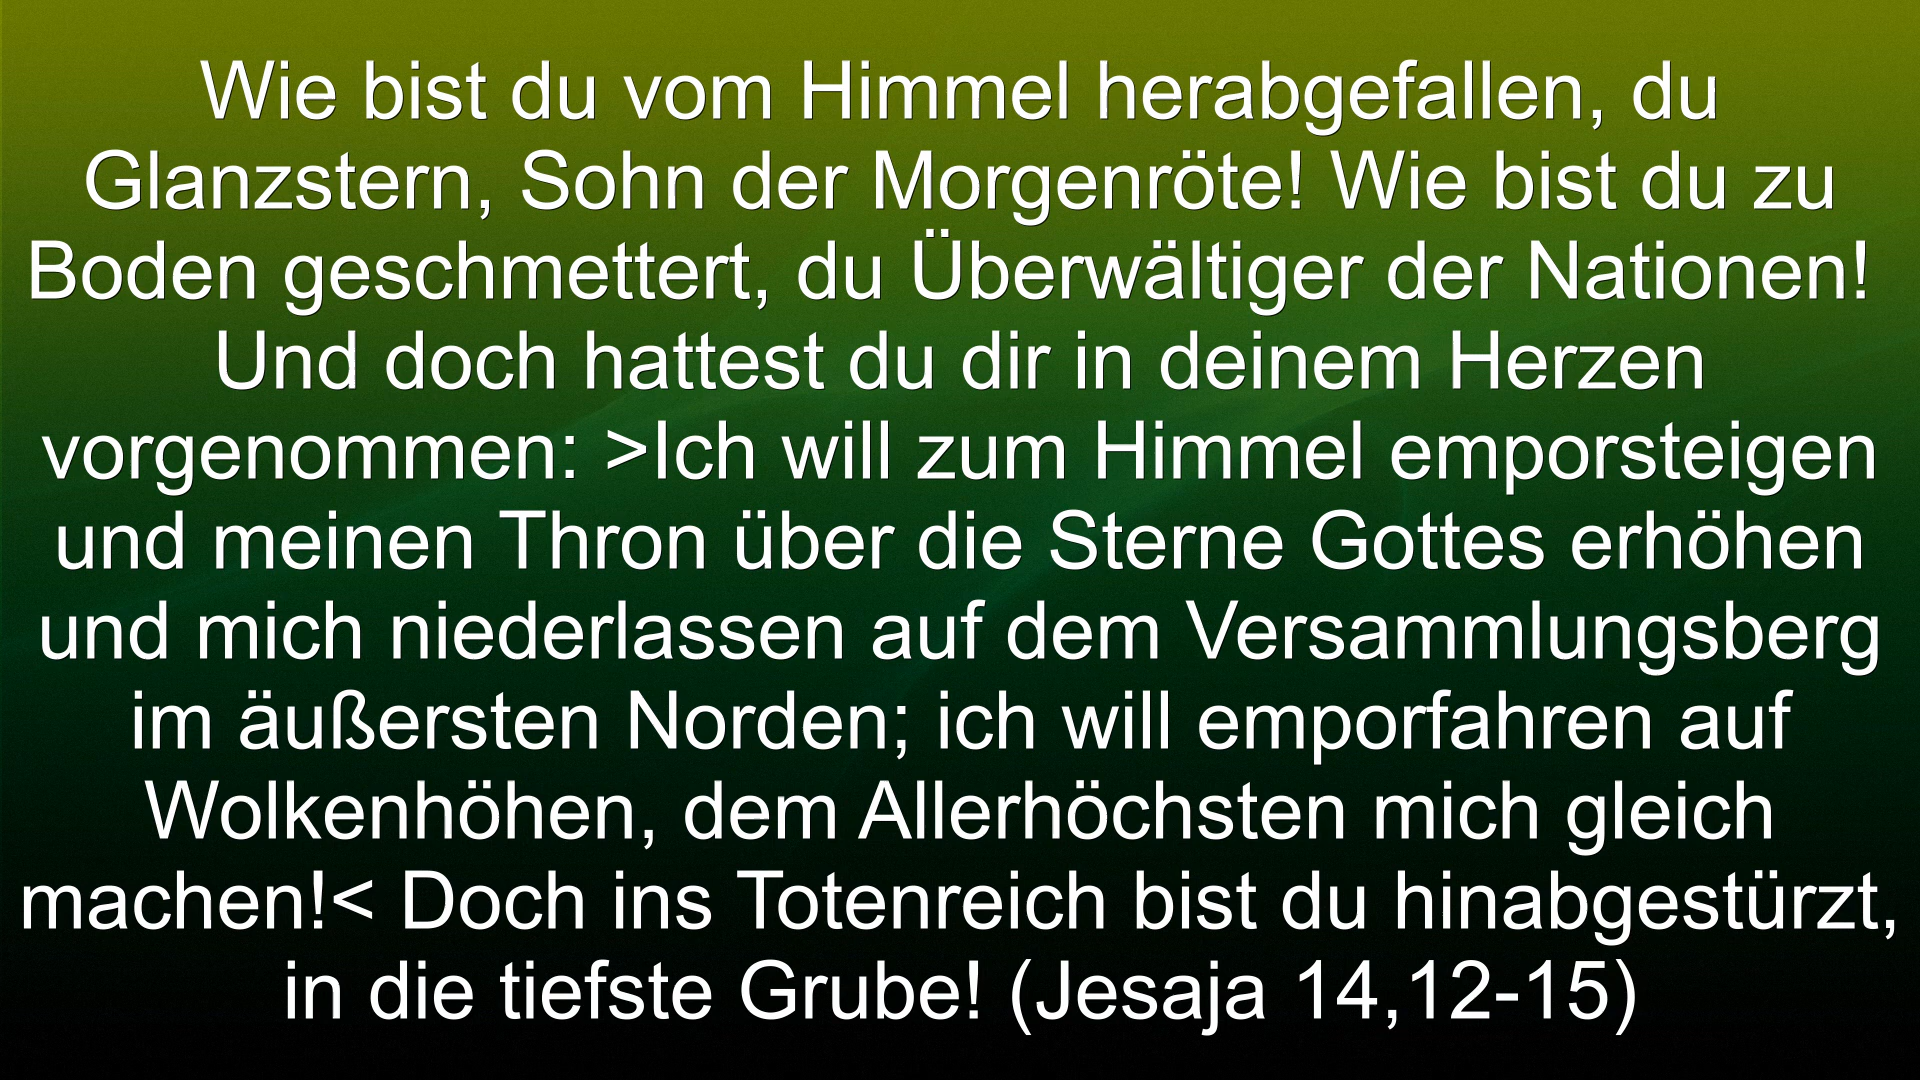 Wie bist du vom Himmel herabgefallen, du
Glanzstern, Sohn der Morgenröte! Wie bist du zu
Boden geschmettert, du Überwältiger der Nationen!
Und doch hattest du dir in deinem Herzen
vorgenommen: >Ich will zum Himmel emporsteigen
und meinen Thron über die Sterne Gottes erhöhen
und mich niederlassen auf dem Versammlungsberg
im äußersten Norden; ich will emporfahren auf
Wolkenhöhen, dem Allerhöchsten mich gleich
machen!< Doch ins Totenreich bist du hinabgestürzt,
in die tiefste Grube! (Jesaja 14,12-15)